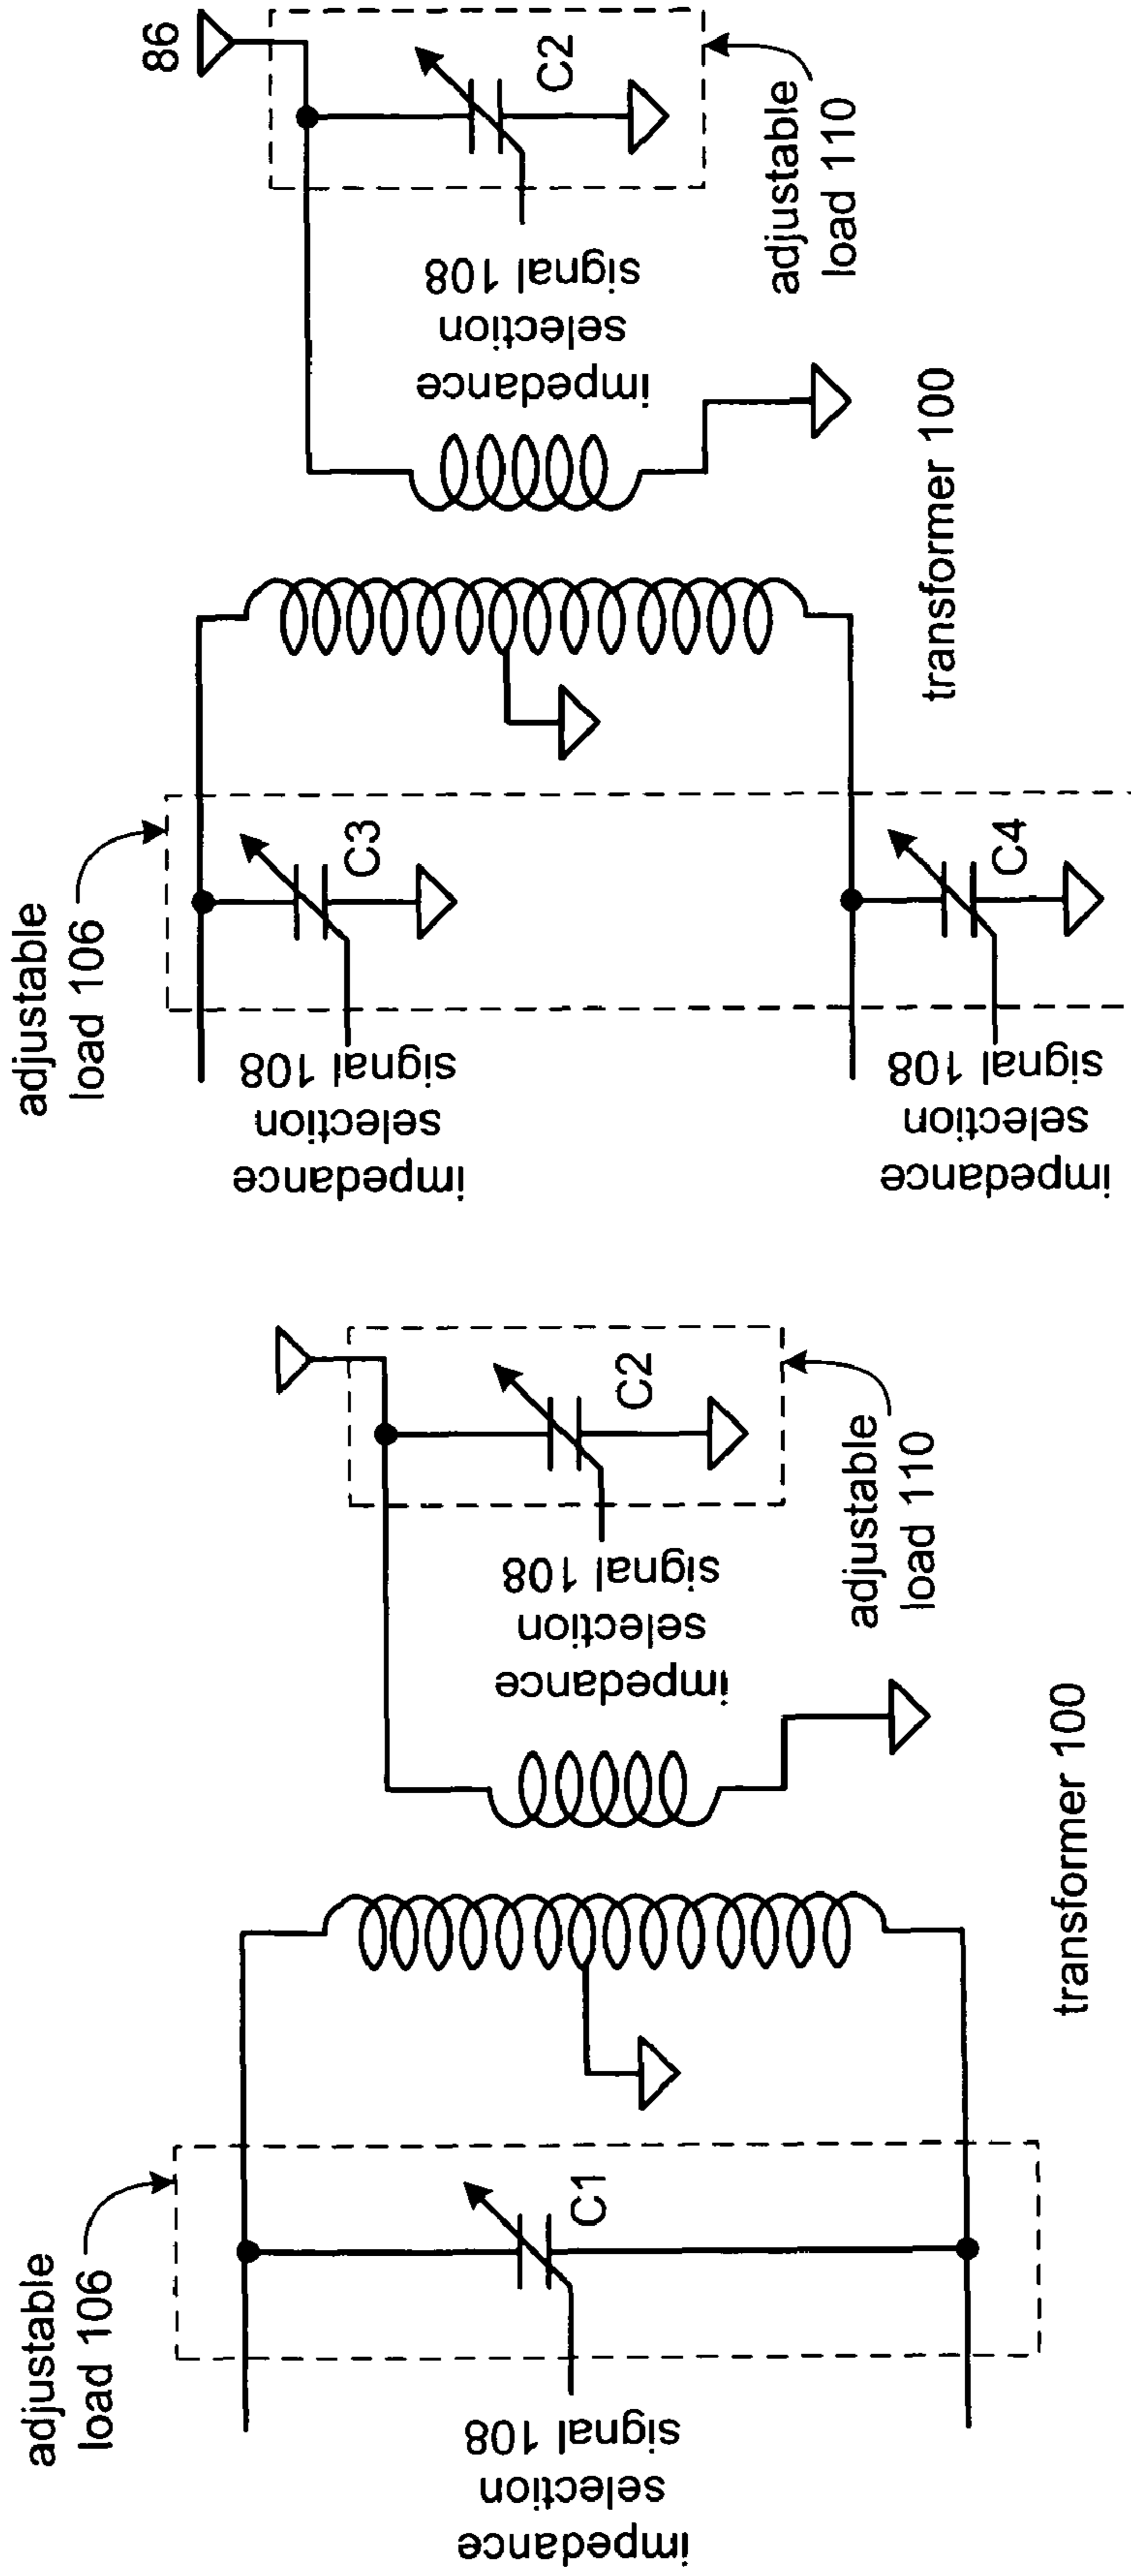 adjustable
load 106
impedance
selection
signal 108
C1
transformer 100
impedance
selection
signal 108
C2
adjustable
load 110
adjustable
load 106
impedance
selection
signal 108
C3
impedance
selection
signal 108
C4
transformer 100
86
impedance
selection
signal 108
C2
adjustable
load 110